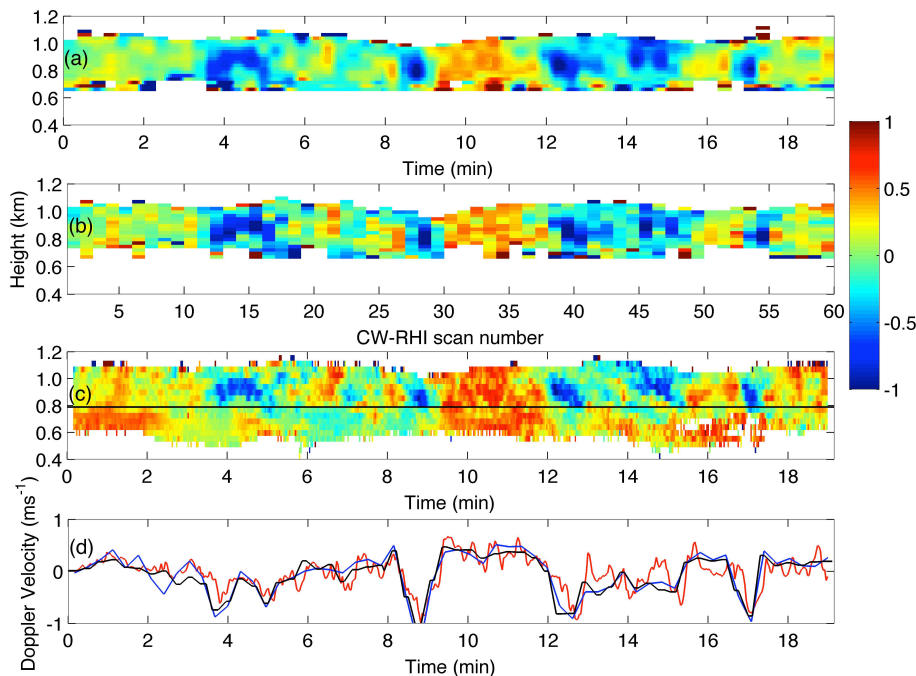 1.2
1.0
(a)
0.8
0.6
0.4
0 2 4 6 8 10 12 14 16 18
Time (min)
1.2
1.0
(b)
0.8
0.6
0.4
Height (km)
5 10 15 20 25 30 35 40 45 50 55 60
CW-RHI scan number
1
0.5
0
-0.5
-1
1.2
1.0
(c)
0.8
0.6
0.4
0 2 4 6 8 10 12 14 16 18
Time (min)
Doppler Velocity (ms⁻¹)
1
(d)
0
-1
0 2 4 6 8 10 12 14 16 18
Time (min)